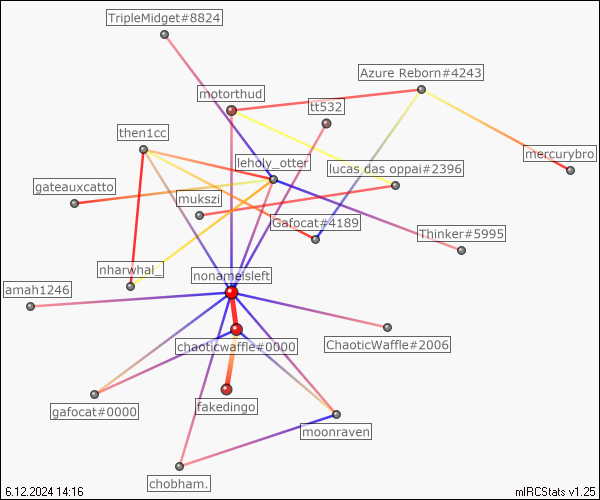 TripleMidget#8824
Azure Reborn#4243
motorthud
tt532
then1cc
leholy_otter
mercurybro
lucas das oppai#2396
gateauxcatto
mukszi
Gafocat#4189
Thinker#5995
nharwhal_
nonameisleft
amah1246
chaoticwaffle#0000
ChaoticWaffle#2006
gafocat#0000
fakedingo
moonraven
chobham.
6.12.2024 14:16
mIRCStats v1.25